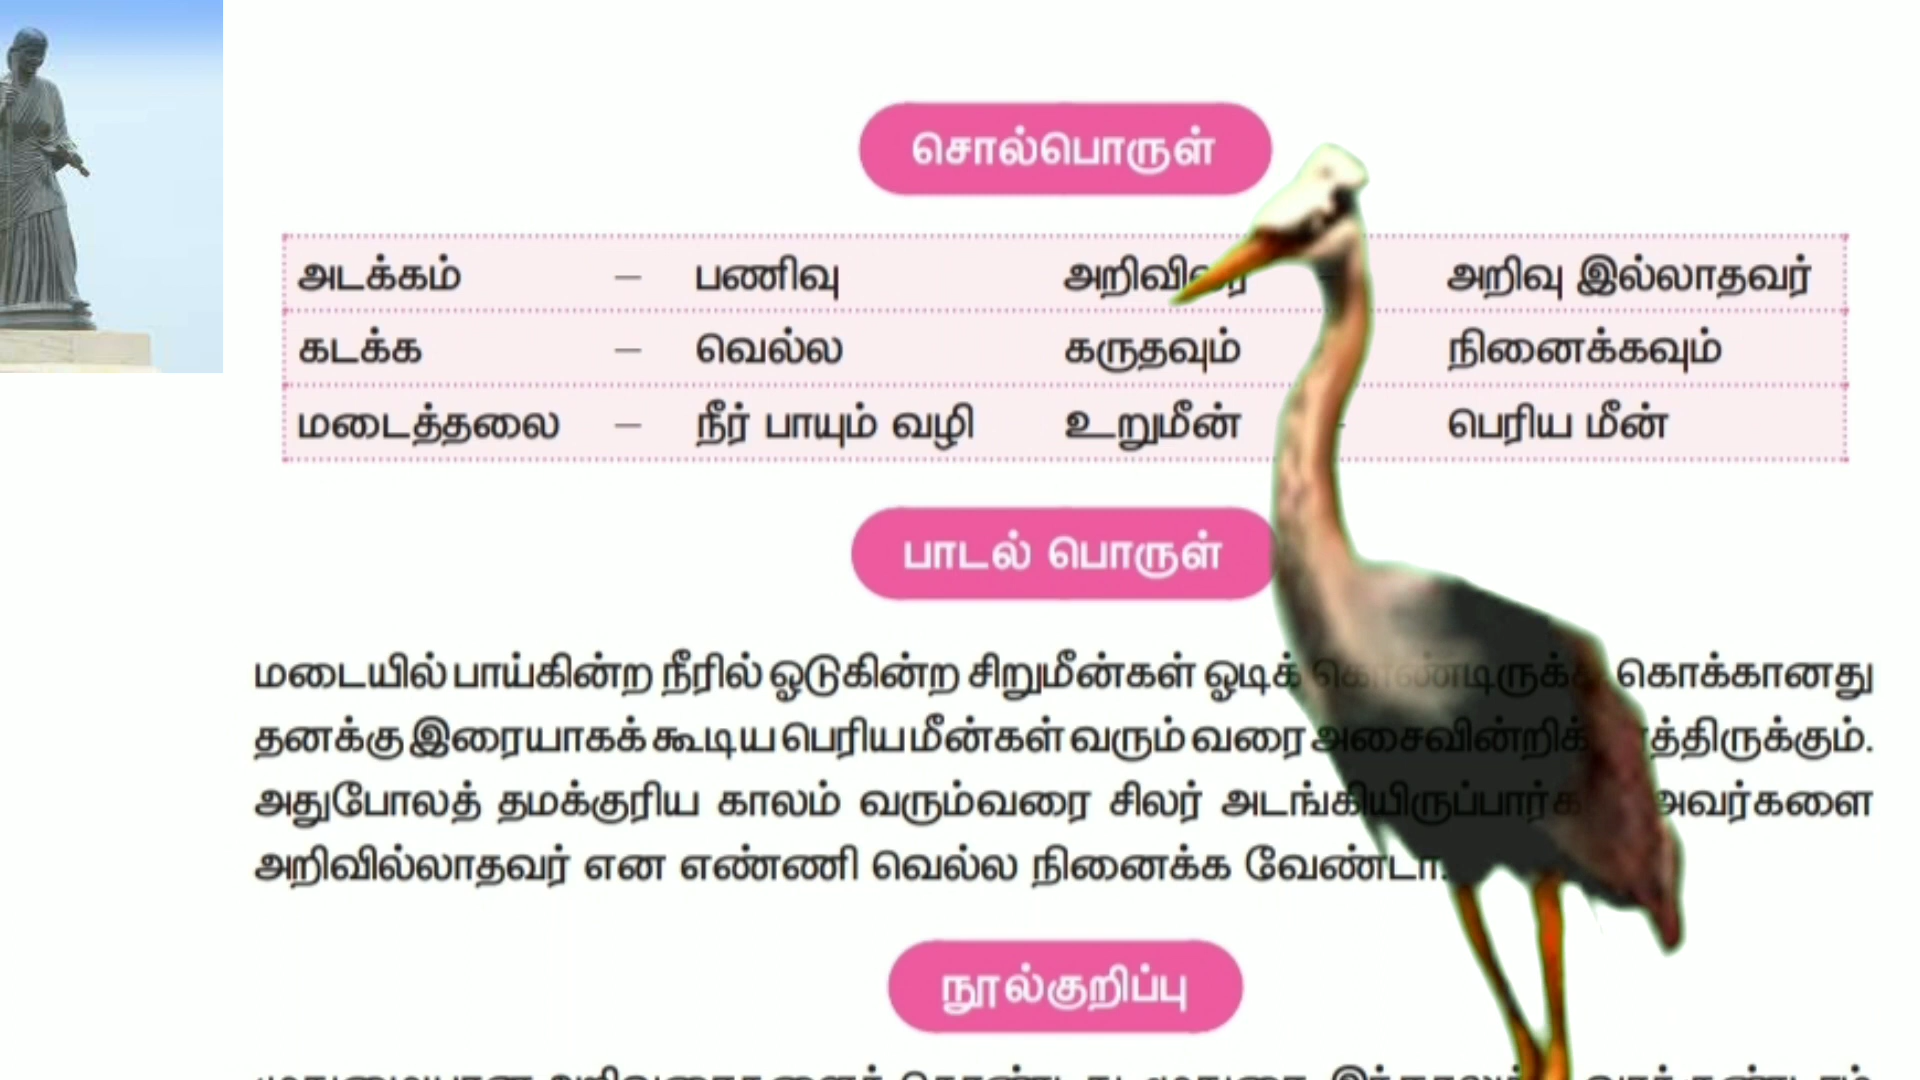 சொல்பொருள்
அடக்கம் – பணிவு அறிவு இல்லாதவர்
கடக்க – வெல்ல கருதவும் நினைக்கவும்
மடைத்தலை – நீர் பாயும் வழி உறுமீன் - பெரிய மீன்
பாடல் பொருள்
மடையில் பாய்கின்ற நீரில் ஓடுகின்ற சிறுமீன்கள் ஓடிக் கொண்டிருக்க கொக்கானது
தனக்கு இரையாகக் கூடிய பெரிய மீன்கள் வரும் வரை அசைவின்றிக்
அதுபோலத் தமக்குரிய காலம் வரும்வரை சிலர் அவர்களை
அறிவில்லாதவர் என எண்ணி வெல்ல நினைக்க வேண்டா.
நூல்குறிப்பு